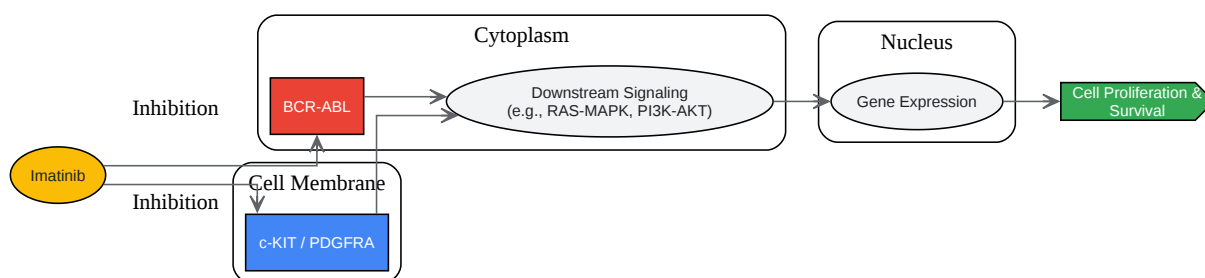 Cytoplasm
Nucleus
BCR-ABL
Downstream Signaling
(e.g., RAS-MAPK, PI3K-AKT)
Gene Expression
Cell Proliferation &
Survival
Inhibition
Imatinib
Cell Membrane
Inhibition
c-KIT / PDGFRA